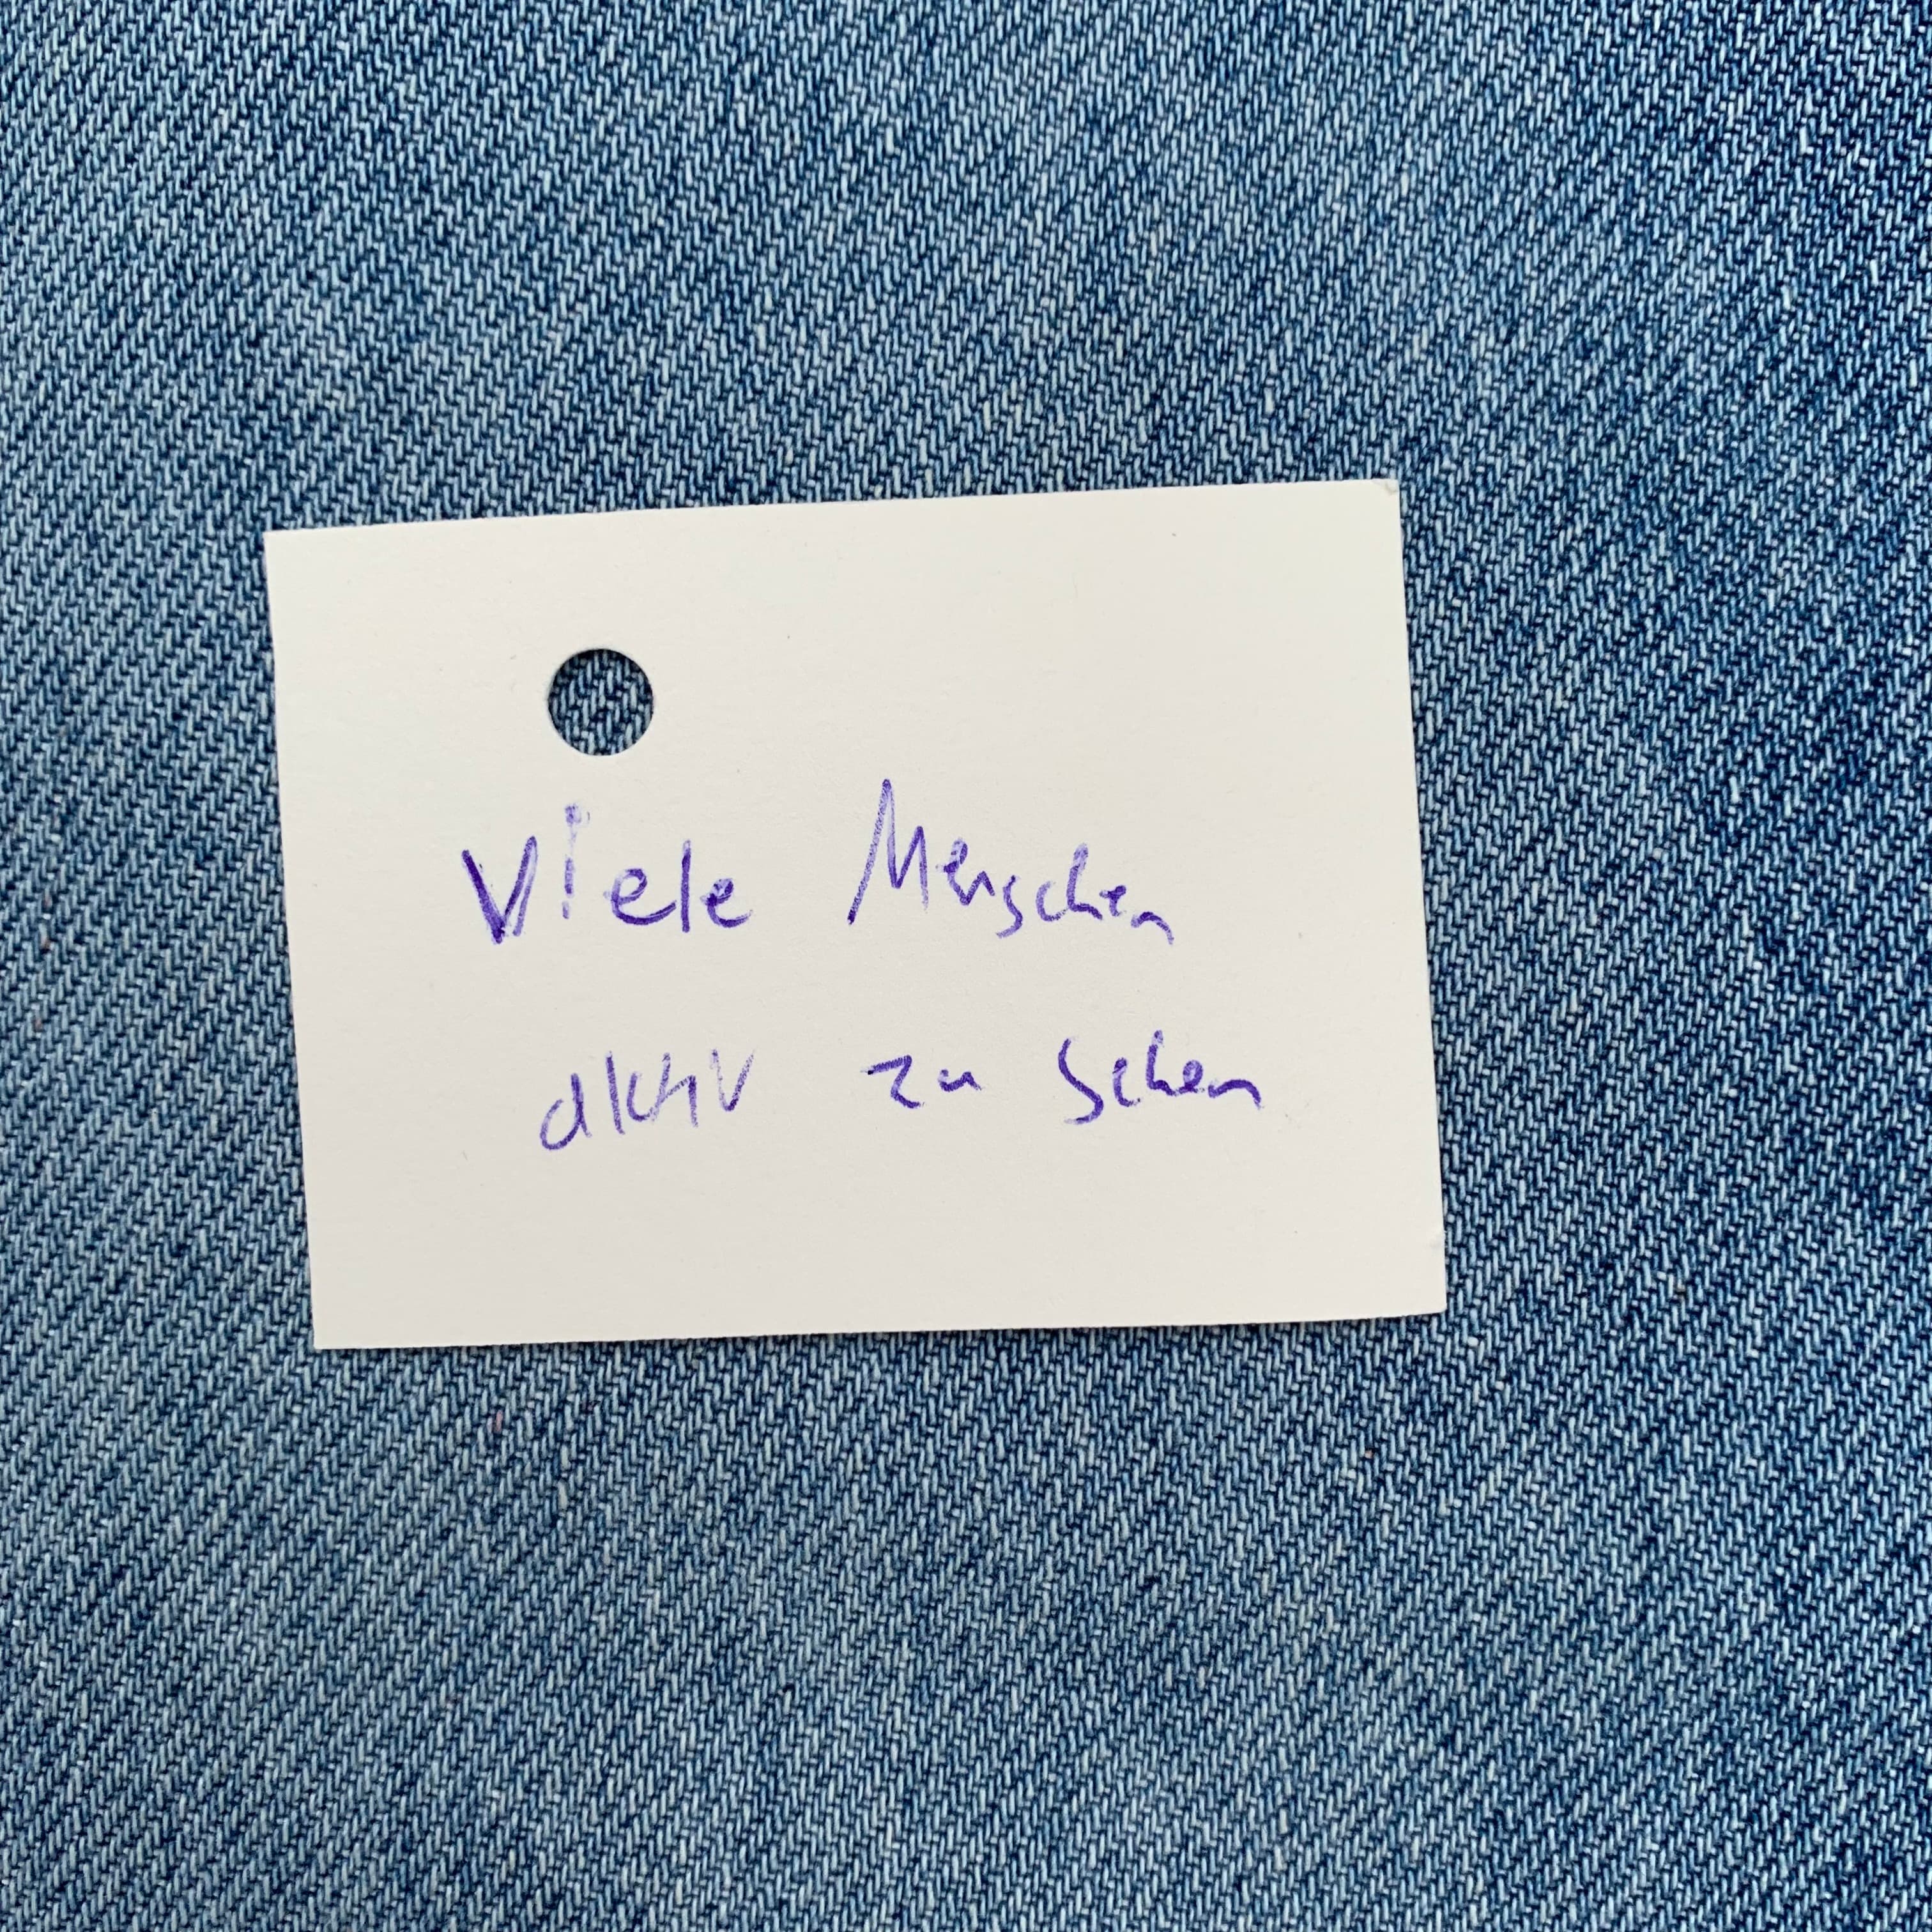 Viele Menschen
aktiv zu sehen